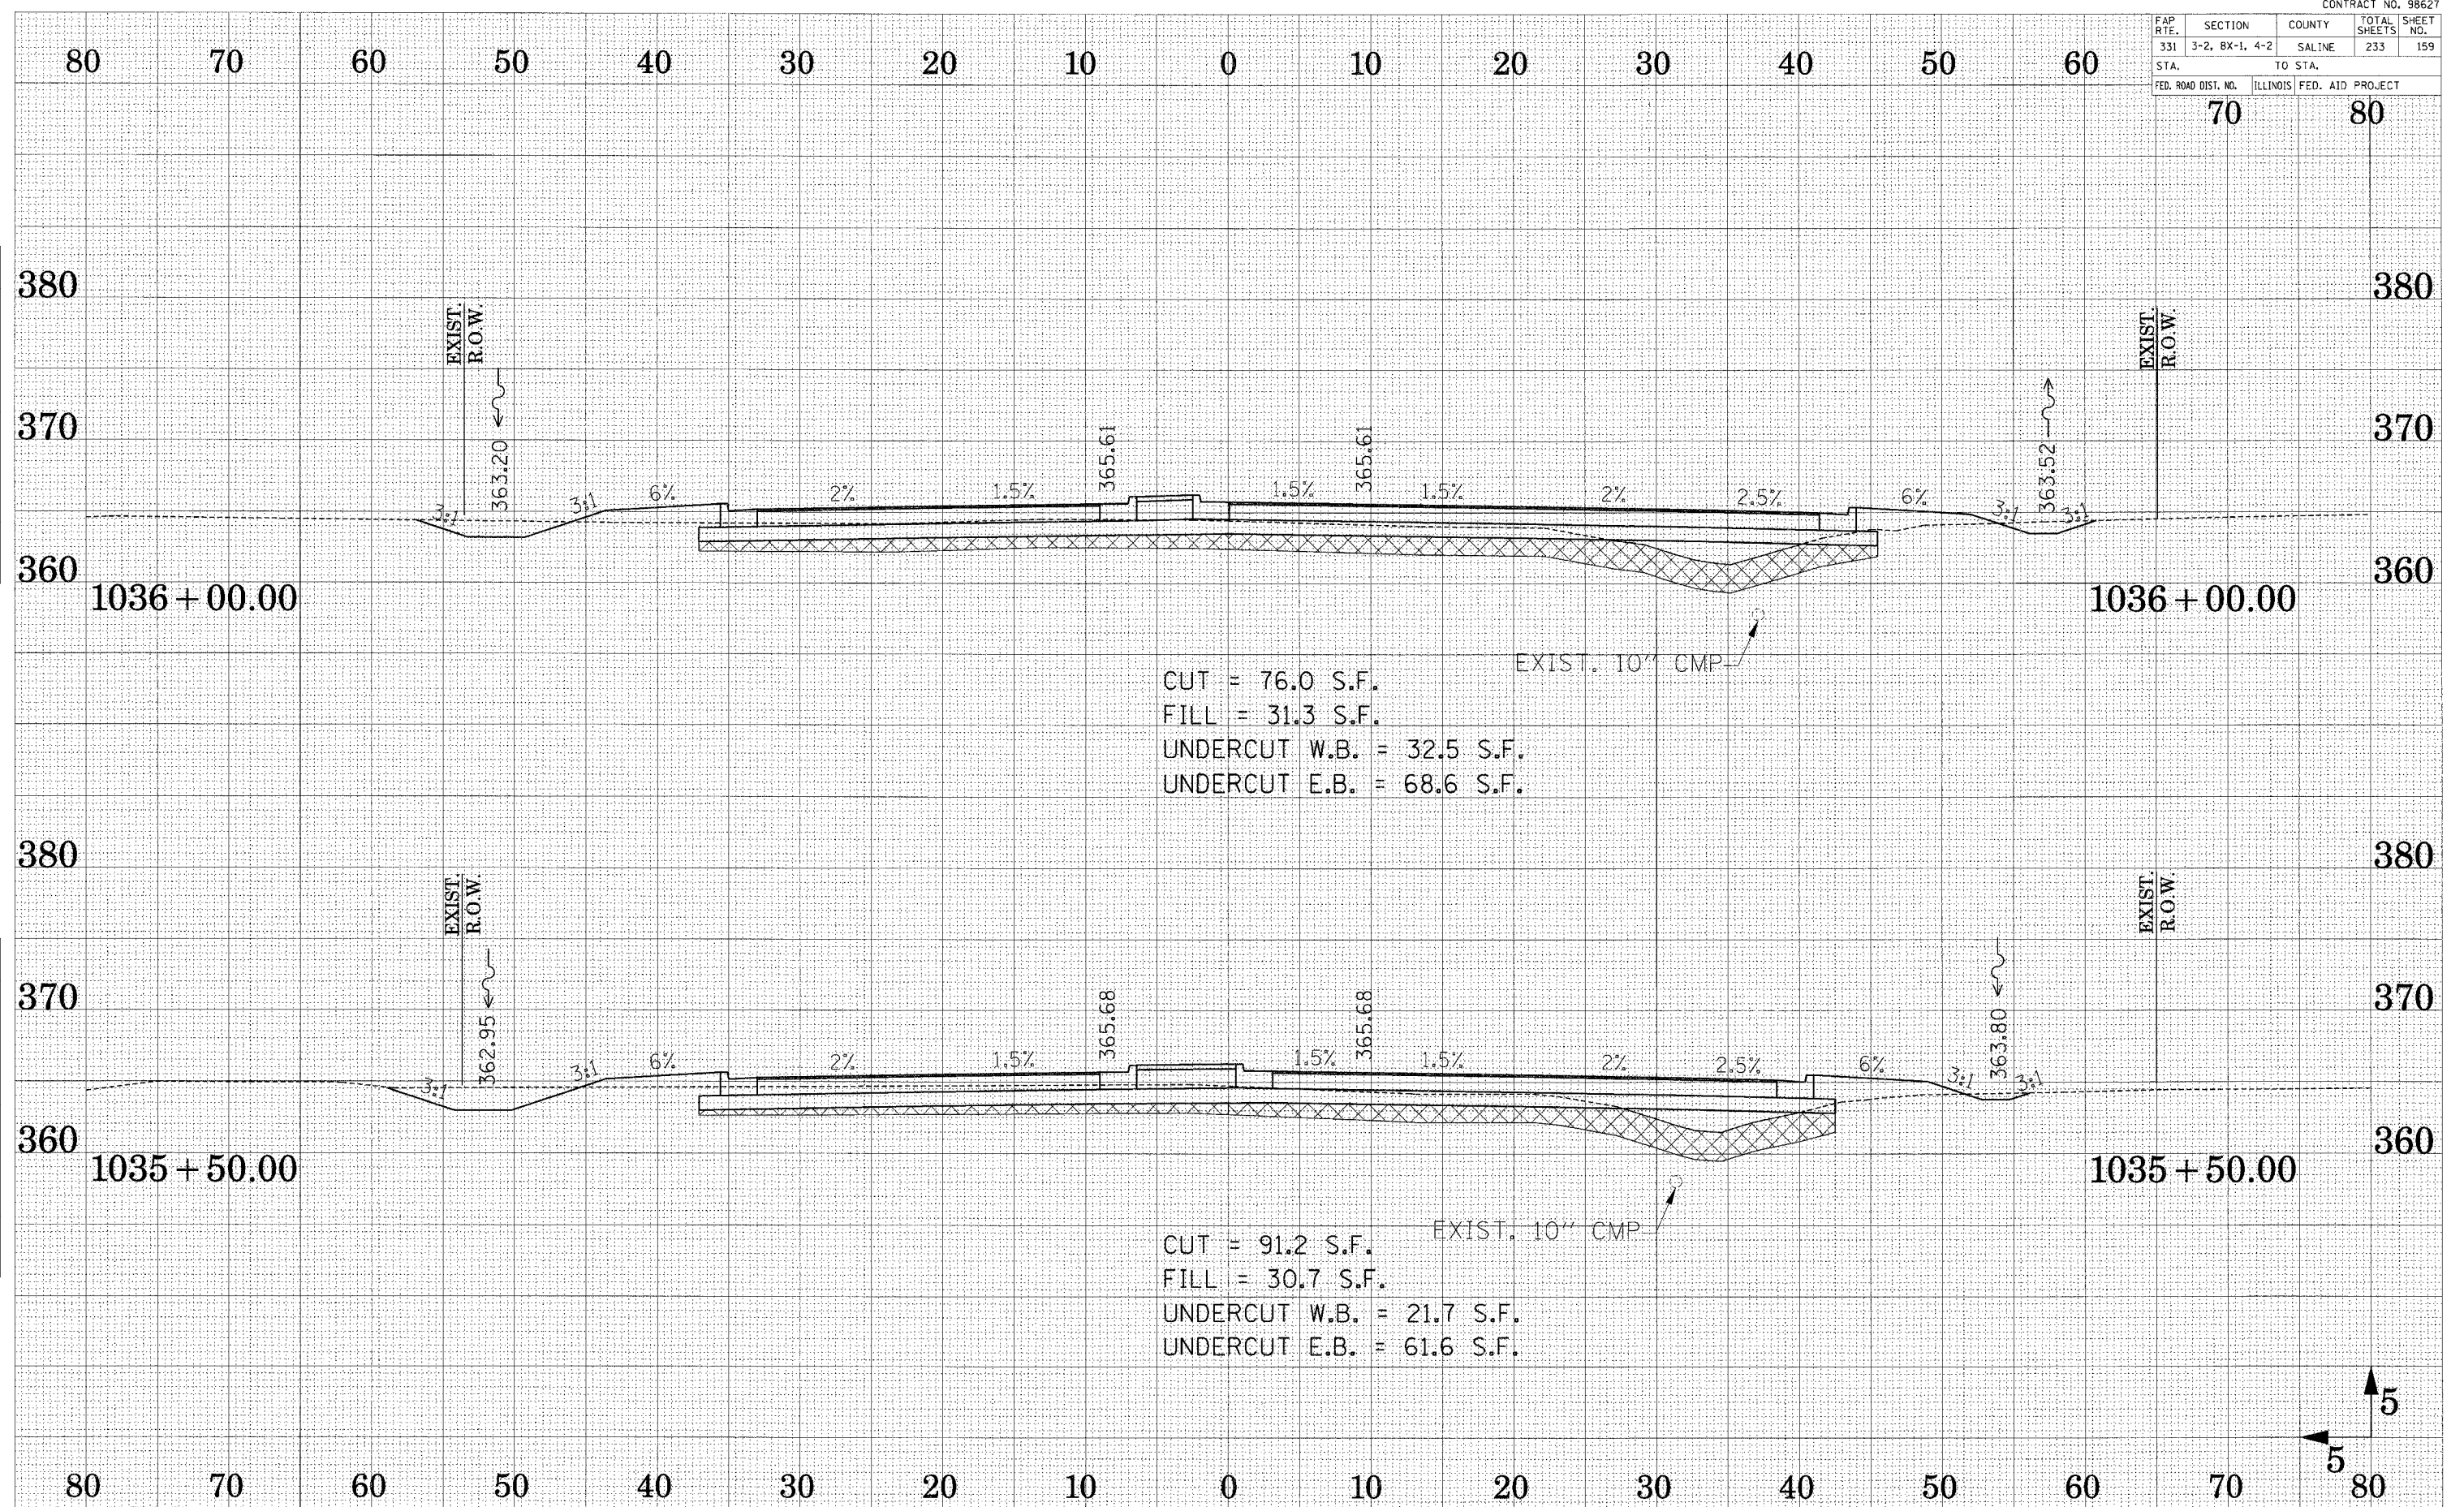 CONTRACT NO. 98627
FAP RTE. SECTION COUNTY TOTAL SHEETS SHEET NO.
331 3-2, 8X-1, 4-2 SALINE 233 159
STA. TO STA.
FED. ROAD DIST. NO. ILLINOIS FED. AID PROJECT
80 70 60 50 40 30 20 10 0 10 20 30 40 50 60 70 80
380 380
EXIST. R.O.W. EXIST. R.O.W.
370 370
363.20 365.61 365.61 363.52
3:1 3:1 6% 2% 1.5% 1.5% 1.5% 2% 2.5% 6% 3:1 3:1
360 360
1036+00.00 1036+00.00
EXIST. 10" CMP
CUT = 76.0 S.F.
FILL = 31.3 S.F.
UNDERCUT W.B. = 32.5 S.F.
UNDERCUT E.B. = 68.6 S.F.
380 380
EXIST. R.O.W. EXIST. R.O.W.
370 370
362.95 365.68 365.68 363.80
3:1 3:1 6% 2% 1.5% 1.5% 1.5% 2% 2.5% 6% 3:1 3:1
360 360
1035+50.00 1035+50.00
EXIST. 10" CMP
CUT = 91.2 S.F.
FILL = 30.7 S.F.
UNDERCUT W.B. = 21.7 S.F.
UNDERCUT E.B. = 61.6 S.F.
5
5
80 70 60 50 40 30 20 10 0 10 20 30 40 50 60 70 80